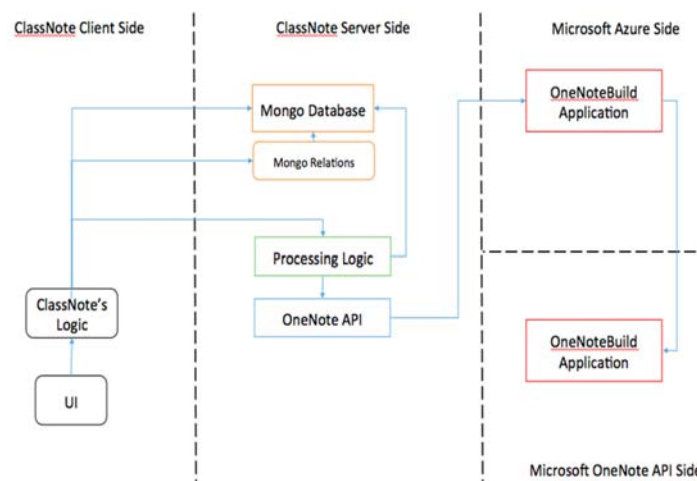 ClassNote Client Side
ClassNote Server Side
Microsoft Azure Side
Mongo Database
OneNoteBuild
Application
Mongo Relations
Processing Logic
ClassNote's
Logic
OneNote API
OneNoteBuild
Application
UI
Microsoft OneNote API Side